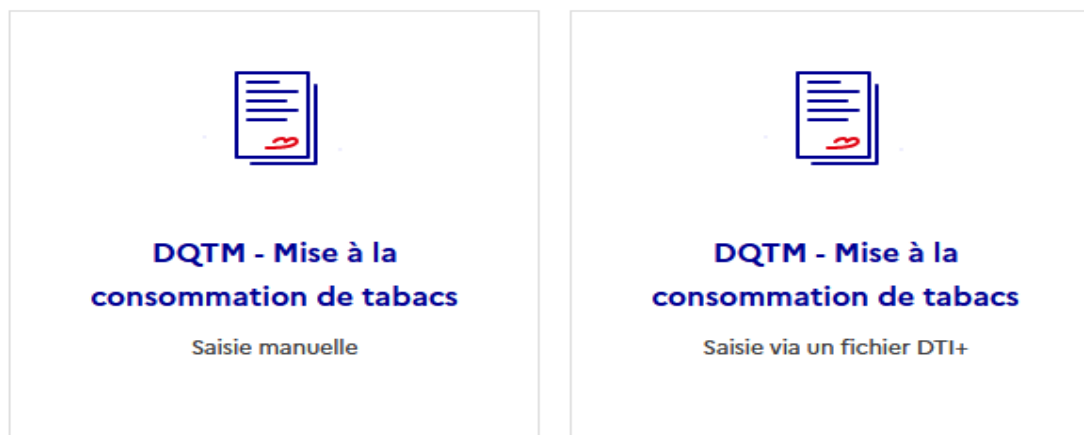 DQTM - Mise à la
consommation de tabacs
Saisie manuelle
DQTM - Mise à la
consommation de tabacs
Saisie via un fichier DTI+